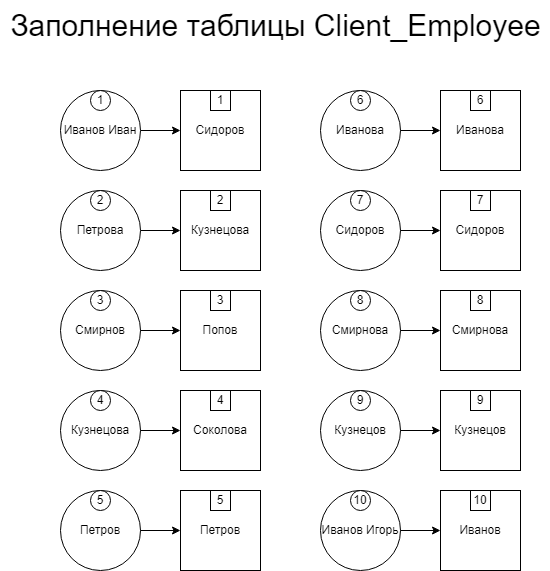 Заполнение таблицы Client_Employee
1
Иванов Иван
1
Сидоров
6
Иванова
6
Иванова
2
Петрова
2
Кузнецова
7
Сидоров
7
Сидоров
3
Смирнов
3
Попов
8
Смирнова
8
Смирнова
4
Кузнецова
4
Соколова
9
Кузнецов
9
Кузнецов
5
Петров
5
Петров
10
Иванов Игорь
10
Иванов